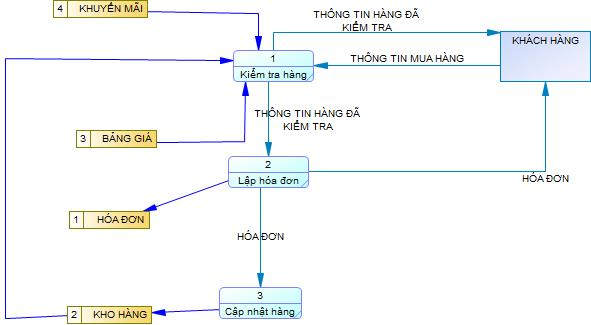 4 KHUYẾN MÃI
THÔNG TIN HÀNG ĐÃ
KIỂM TRA
KHÁCH HÀNG
1
Kiểm tra hàng
THÔNG TIN MUA HÀNG
THÔNG TIN HÀNG ĐÃ
KIỂM TRA
3 BẢNG GIÁ
2
Lập hóa đơn
HÓA ĐƠN
1 HÓA ĐƠN
HÓA ĐƠN
3
Cập nhật hàng
2 KHO HÀNG